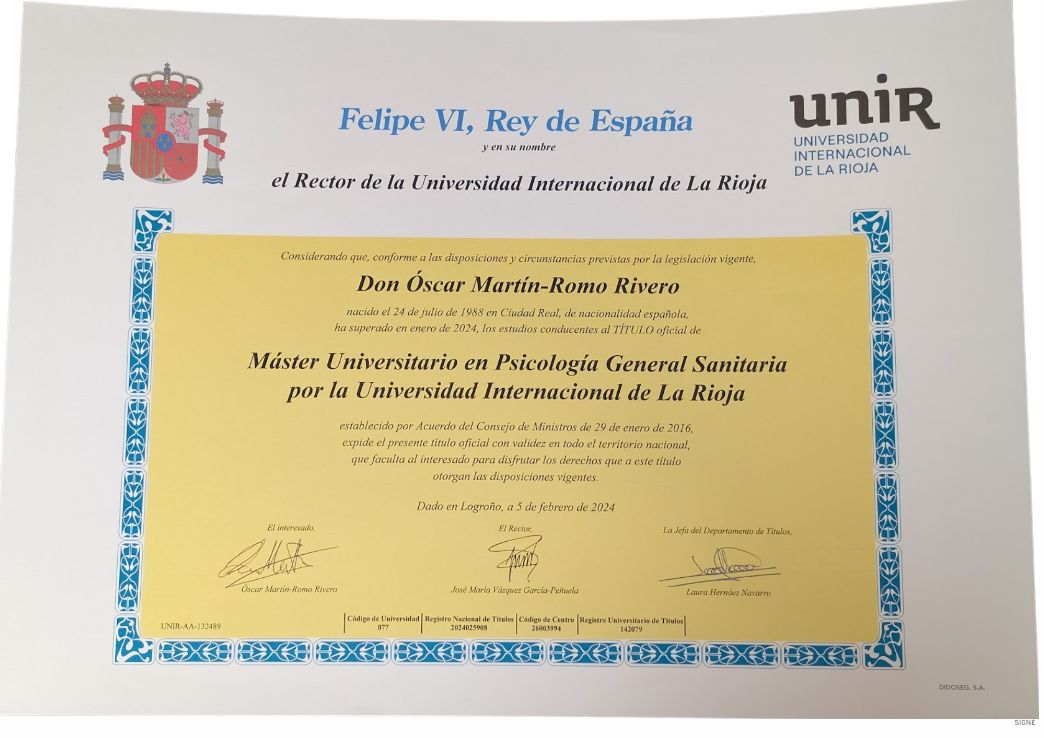 Felipe VI, Rey de España
y en su nombre
el Rector de la Universidad Internacional de La Rioja
unir
UNIVERSIDAD
INTERNACIONAL
DE LA RIOJA
Considerando que, conforme a las disposiciones y circunstancias previstas por la legislación vigente,
Don Óscar Martín-Romo Rivero
nacido el 24 de julio de 1988 en Ciudad Real, de nacionalidad española,
ha superado en enero de 2024, los estudios conducentes al TÍTULO oficial de
Máster Universitario en Psicología General Sanitaria
por la Universidad Internacional de La Rioja
establecido por Acuerdo del Consejo de Ministros de 29 de enero de 2016,
expide el presente título oficial con validez en todo el territorio nacional,
que faculta al interesado para disfrutar los derechos que a este título
otorgan las disposiciones vigentes.
Dado en Logroño, a 5 de febrero de 2024
El interesado,
El Rector,
La Jefa del Departamento de Títulos,
Óscar Martín-Romo Rivero
José María Vázquez García-Peñuela
Laura Hernáez Navarro
UNIR-AA-132489
Código de Universidad
077
Registro Nacional de Títulos
2024025908
Código de Centro
26003994
Registro Universitario de Títulos
142079
DIDOSEG, S.A.
SIGNE